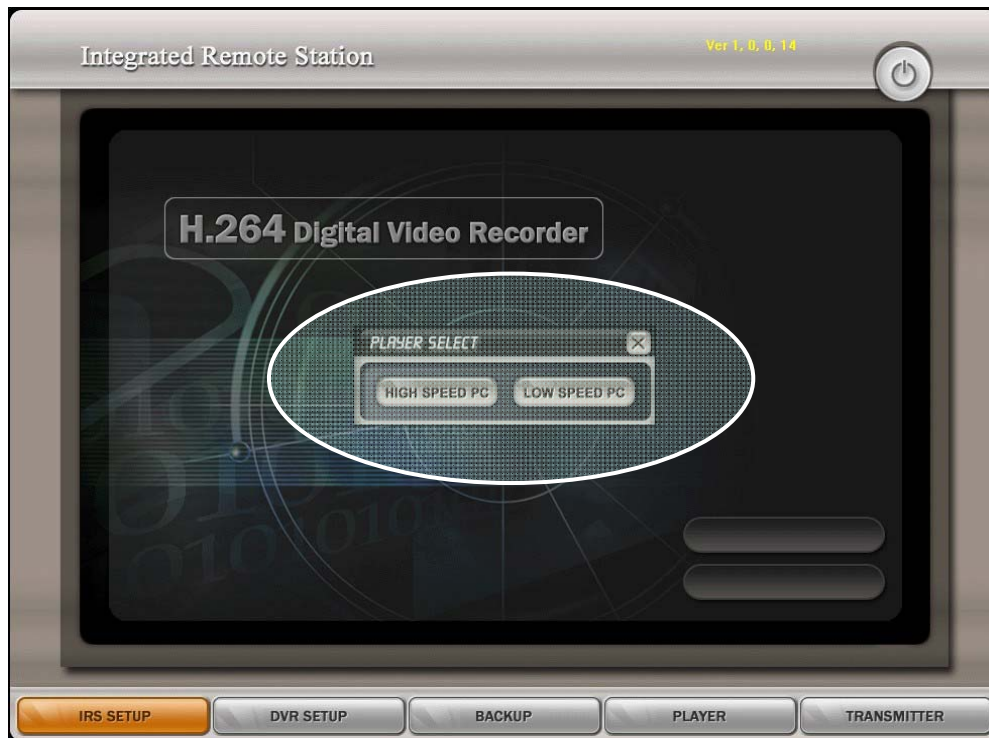 Integrated Remote Station
Ver 1, 0, 0, 14
H.264 Digital Video Recorder
PLAYER SELECT
HIGH SPEED PC LOW SPEED PC
IRS SETUP DVR SETUP BACKUP PLAYER TRANSMITTER